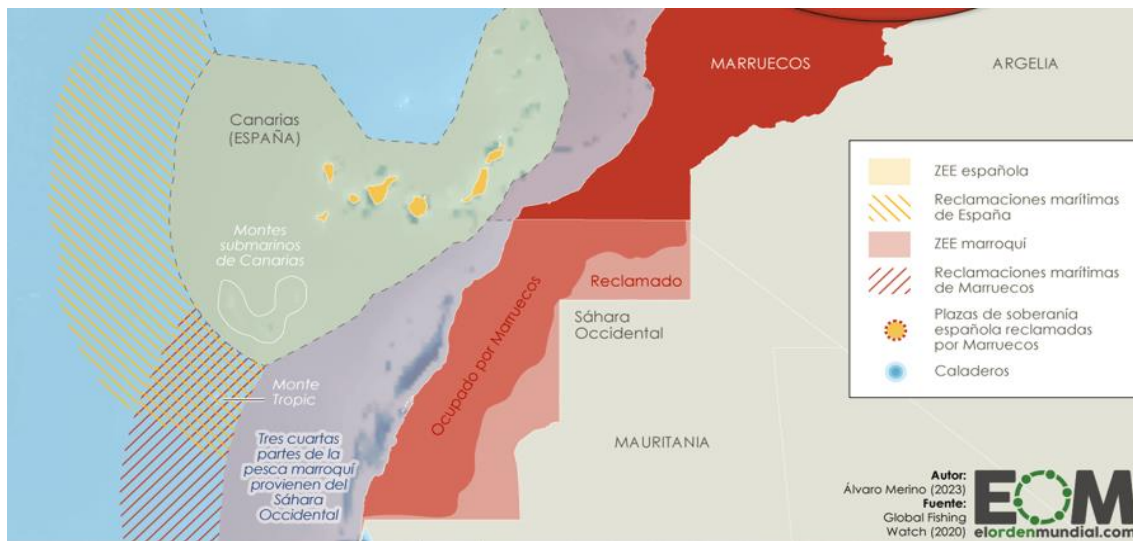 MARRUECOS
ARGELIA
Canarias
(ESPAÑA)
Montes
submarinos
de Canarias
Reclamado
Sáhara
Occidental
Ocupado por Marruecos
Monte
Tropic
MAURITANIA
Tres cuartas
partes de la
pesca marroquí
provienen del
Sáhara
Occidental
ZEE española
Reclamaciones marítimas
de España
ZEE marroquí
Reclamaciones marítimas
de Marruecos
Plazas de soberanía
española reclamadas
por Marruecos
Caladeros
Autor:
Álvaro Merino (2023)
Fuente:
Global Fishing
Watch (2020)
EOM
elordenmundial.com